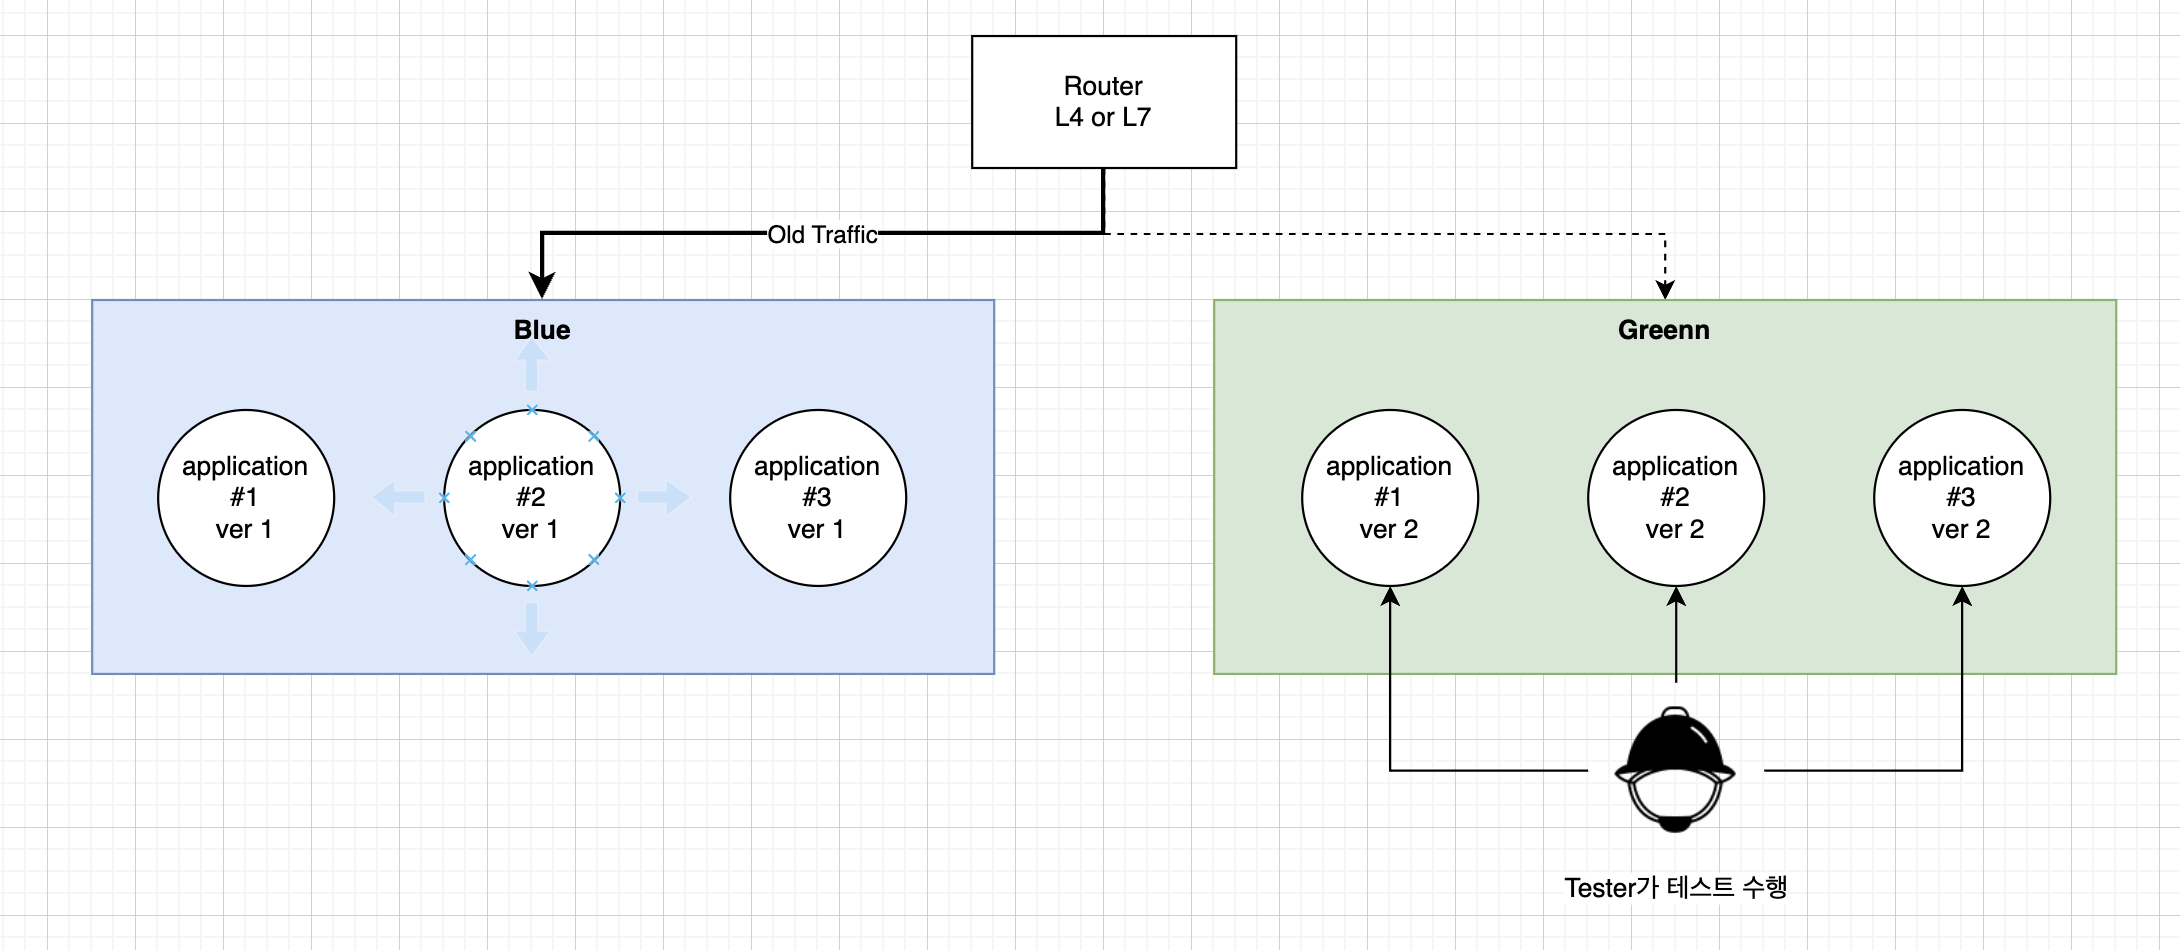 Router
L4 or L7
Old Traffic
Blue
application
#1
ver 1
application
#2
ver 1
application
#3
ver 1
Greenn
application
#1
ver 2
application
#2
ver 2
application
#3
ver 2
Tester가 테스트 수행